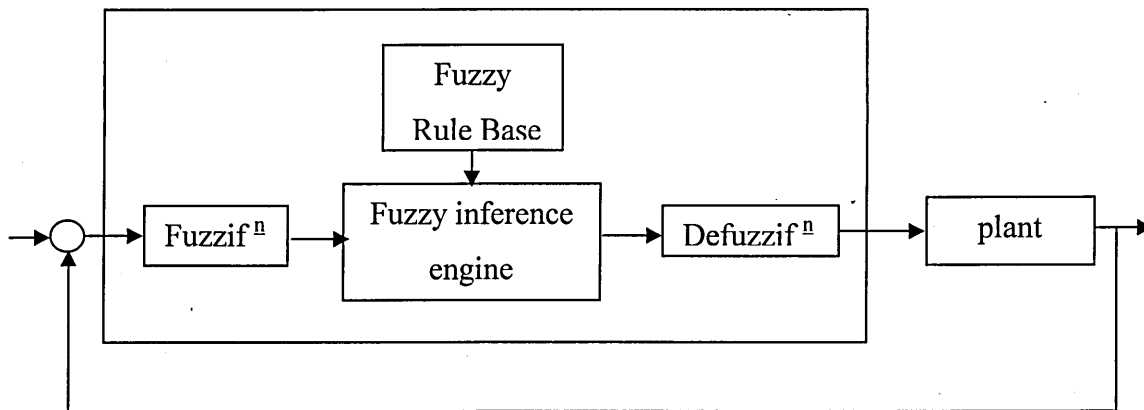 Fuzzy
Rule Base
Fuzzif n
Fuzzy inference
engine
Defuzzif n
plant